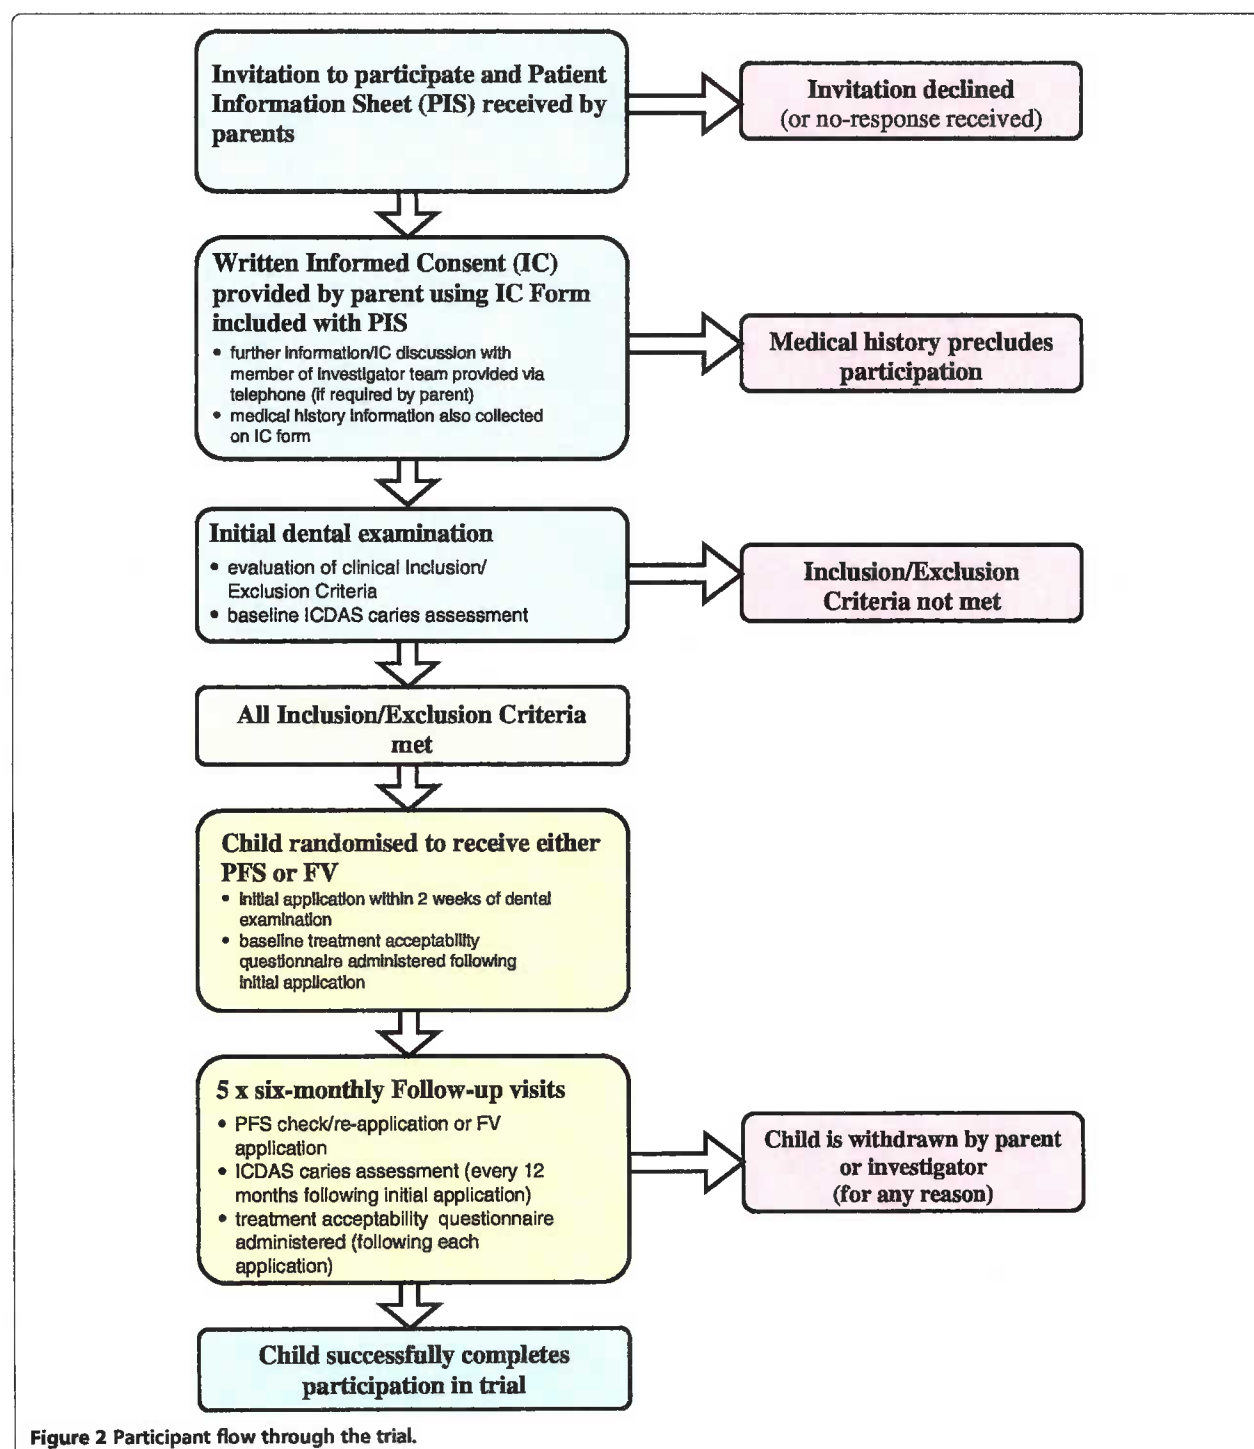 Invitation to participate and Patient
Information Sheet (PIS) received by
parents
Invitation declined
(or no-response received)
Written Informed Consent (IC)
provided by parent using IC Form
included with PIS
• further information/IC discussion with
member of investigator team provided via
telephone (if required by parent)
• medical history information also collected
on IC form
Medical history precludes
participation
Initial dental examination
• evaluation of clinical Inclusion/
Exclusion Criteria
• baseline ICDAS caries assessment
Inclusion/Exclusion
Criteria not met
All Inclusion/Exclusion Criteria
met
Child randomised to receive either
PFS or FV
• initial application within 2 weeks of dental
examination
• baseline treatment acceptability
questionnaire administered following
initial application
5 x six-monthly Follow-up visits
• PFS check/re-application or FV
application
• ICDAS caries assessment (every 12
months following initial application)
• treatment acceptability questionnaire
administered (following each
application)
Child is withdrawn by parent
or investigator
(for any reason)
Child successfully completes
participation in trial
Figure 2 Participant flow through the trial.